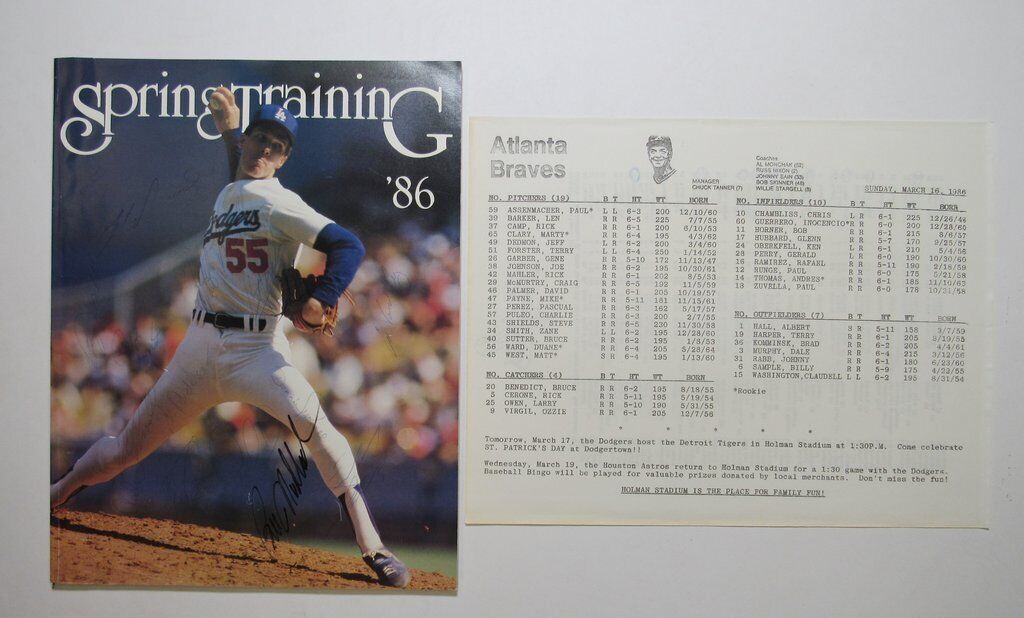 Spring Training
'86
Dodgers
55
LA
Atlanta
Braves
MANAGER
CHUCK TANNER (7)
Coaches
AL MONCHAK (52)
RUSS NIXON (2)
JOHNNY SAIN (53)
BOB SKINNER (48)
WILLIE STARGELL (8)
SUNDAY, MARCH 16, 1986
NO. PITCHERS (19) B T HT WT BORN
59 ASSENMACHER, PAUL* L L 6-3 200 12/10/60
39 BARKER, LEN R R 6-5 225 7/7/55
37 CAMP, RICK R R 6-1 200 6/10/53
65 CLARY, MARTY* R R 6-4 195 4/3/62
49 DEDMON, JEFF L R 6-2 200 3/4/60
51 FORSTER, TERRY L L 6-4 250 1/14/52
26 GARBER, GENE R R 5-10 172 11/13/47
38 JOHNSON, JOE R R 6-2 195 10/30/61
42 MAHLER, RICK R R 6-1 202 8/5/53
29 McMURTRY, CRAIG R R 6-5 192 11/5/59
46 PALMER, DAVID R R 6-1 205 10/19/57
47 PAYNE, MIKE* R R 5-11 181 11/15/61
27 PEREZ, PASCUAL R R 6-3 162 5/17/57
57 PULEO, CHARLIE R R 6-3 200 2/7/55
43 SHIELDS, STEVE R R 6-5 230 11/30/58
34 SMITH, ZANE L L 6-2 195 12/28/60
40 SUTTER, BRUCE R R 6-2 195 1/8/53
56 WARD, DUANE* R R 6-4 205 5/28/64
45 WEST, MATT* S R 6-4 195 1/13/60
NO. CATCHERS (4) B T HT WT BORN
20 BENEDICT, BRUCE R R 6-2 195 8/18/55
5 CERONE, RICK R R 5-11 195 5/19/54
25 OWEN, LARRY R R 5-10 190 5/31/55
9 VIRGIL, OZZIE R R 6-1 205 12/7/56
NO. INFIELDERS (10) B T HT WT BORN
10 CHAMBLISS, CHRIS L R 6-1 225 12/26/48
60 GUERRERO, INOCENCIO*R R 6-0 200 12/28/60
11 HORNER, BOB R R 6-1 215 8/6/57
17 HUBBARD, GLENN R R 5-7 170 9/25/57
24 OBERKFELL, KEN L R 6-1 210 5/4/56
28 PERRY, GERALD L R 6-0 190 10/30/60
16 RAMIREZ, RAFAEL R R 5-11 190 2/18/59
12 RUNGE, PAUL R R 6-0 175 5/21/58
14 THOMAS, ANDRES* R R 6-1 185 11/10/63
13 ZUVELLA, PAUL R R 6-0 178 10/31/58
NO. OUTFIELDERS (7) B T HT WT BORN
1 HALL, ALBERT S R 5-11 158 3/7/59
19 HARPER, TERRY R R 6-1 205 8/19/55
36 KOMMINSK, BRAD R R 6-2 205 4/4/61
3 MURPHY, DALE R R 6-4 215 3/12/56
31 RABB, JOHNNY R R 6-1 180 6/23/60
6 SAMPLE, BILLY R R 5-9 175 4/22/55
15 WASHINGTON,CLAUDELL L L 6-2 195 8/31/54
*Rookie
* * * * *
Tomorrow, March 17, the Dodgers host the Detroit Tigers in Holman Stadium at 1:30P.M. Come celebrate
ST. PATRICK'S DAY at Dodgertown!!
Wednesday, March 19, the Houston Astros return to Holman Stadium for a 1:30 game with the Dodgers.
Baseball Bingo will be played for valuable prizes donated by local merchants. Don't miss the fun!
HOLMAN STADIUM IS THE PLACE FOR FAMILY FUN!